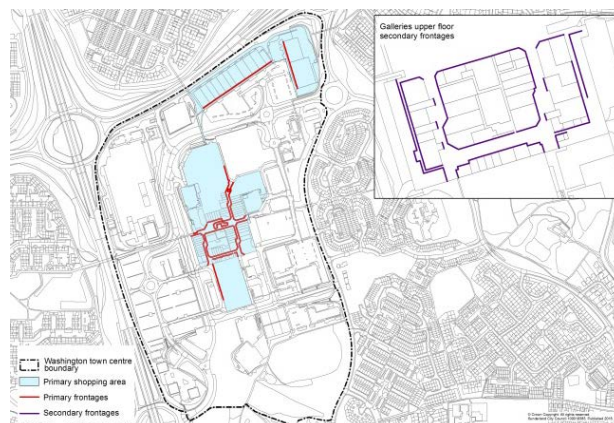 Galleries upper floor
secondary frontages
Washington town centre
boundary
Primary shopping area
Primary frontages
Secondary frontages